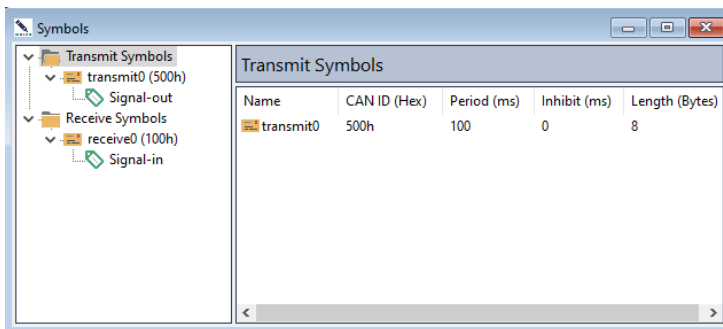 Symbols
Transmit Symbols
transmit0 (500h)
Signal-out
Receive Symbols
receive0 (100h)
Signal-in
Transmit Symbols
Name CAN ID (Hex) Period (ms) Inhibit (ms) Length (Bytes)
transmit0 500h 100 0 8